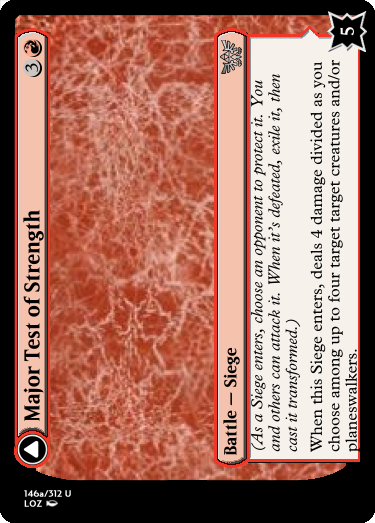 Major Test of Strength
3
Battle — Siege
(As a Siege enters, choose an opponent to protect it. You
and others can attack it. When it's defeated, exile it, then
cast it transformed.)
When this Siege enters, deals 4 damage divided as you
choose among up to four target target creatures and/or
planeswalkers.
5
146a/312 U
LOZ